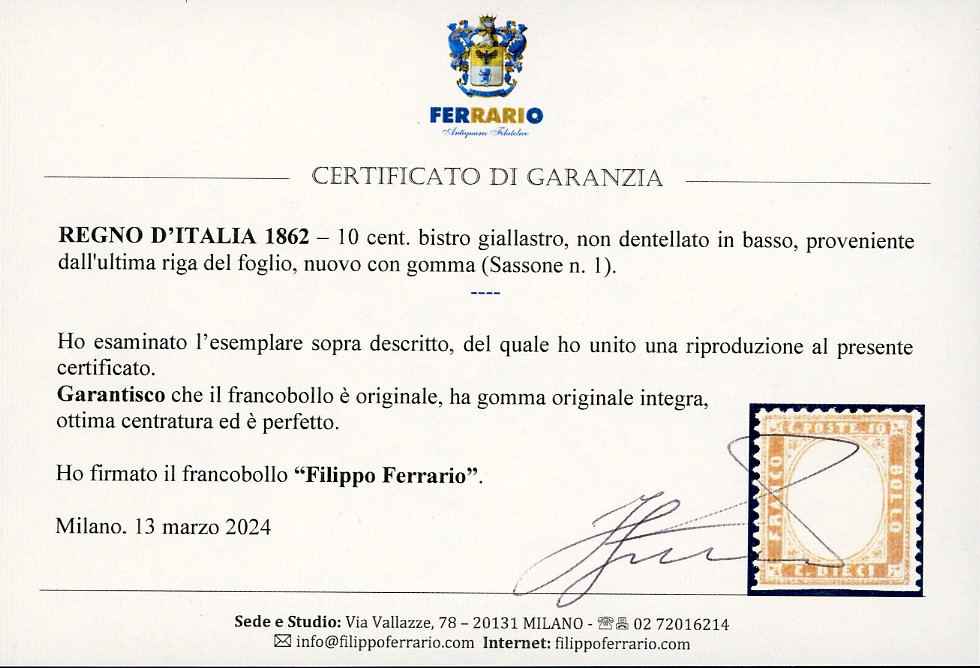 FERRARIO
Antiquares Filatelico
CERTIFICATO DI GARANZIA
REGNO D'ITALIA 1862 – 10 cent. bistro giallastro, non dentellato in basso, proveniente
dall'ultima riga del foglio, nuovo con gomma (Sassone n. 1).
----
Ho esaminato l'esemplare sopra descritto, del quale ho unito una riproduzione al presente
certificato.
Garantisco che il francobollo è originale, ha gomma originale integra,
ottima centratura ed è perfetto.
Ho firmato il francobollo “Filippo Ferrario”.
Milano. 13 marzo 2024
C. POSTE 10
FRANCO
BOLLO
C. DIECI
Sede e Studio: Via Vallazze, 78 – 20131 MILANO - ☏ 02 72016214
✉ info@filippoferrario.com Internet: filippoferrario.com